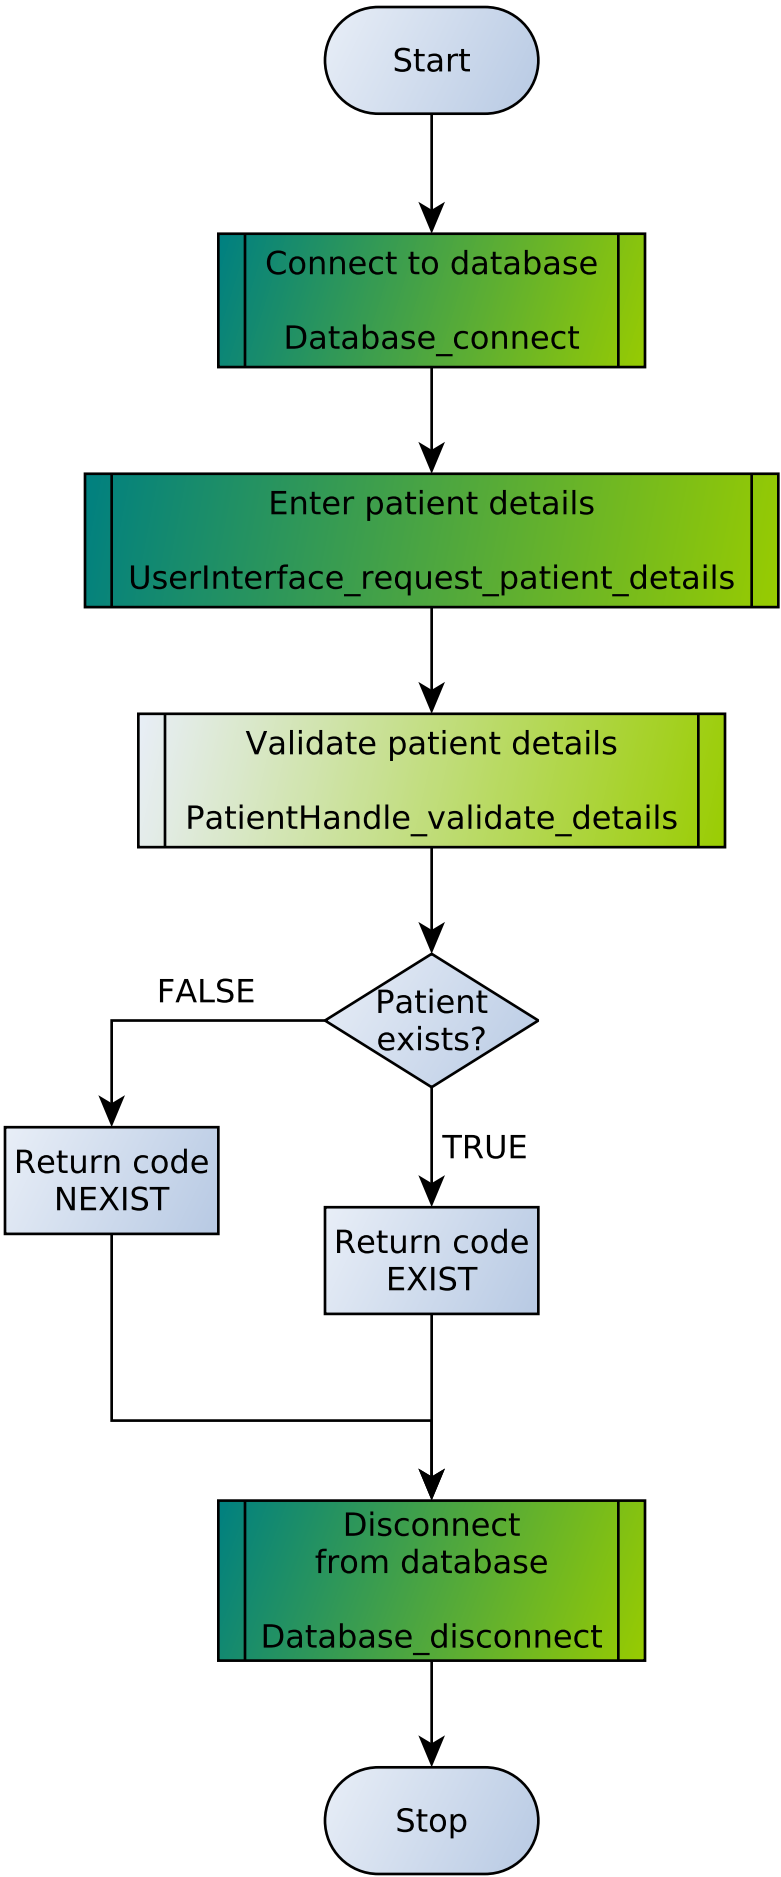 Start
Connect to database
Database_connect
Enter patient details
UserInterface_request_patient_details
Validate patient details
PatientHandle_validate_details
Patient
exists?
FALSE
TRUE
Return code
NEXIST
Return code
EXIST
Disconnect
from database
Database_disconnect
Stop